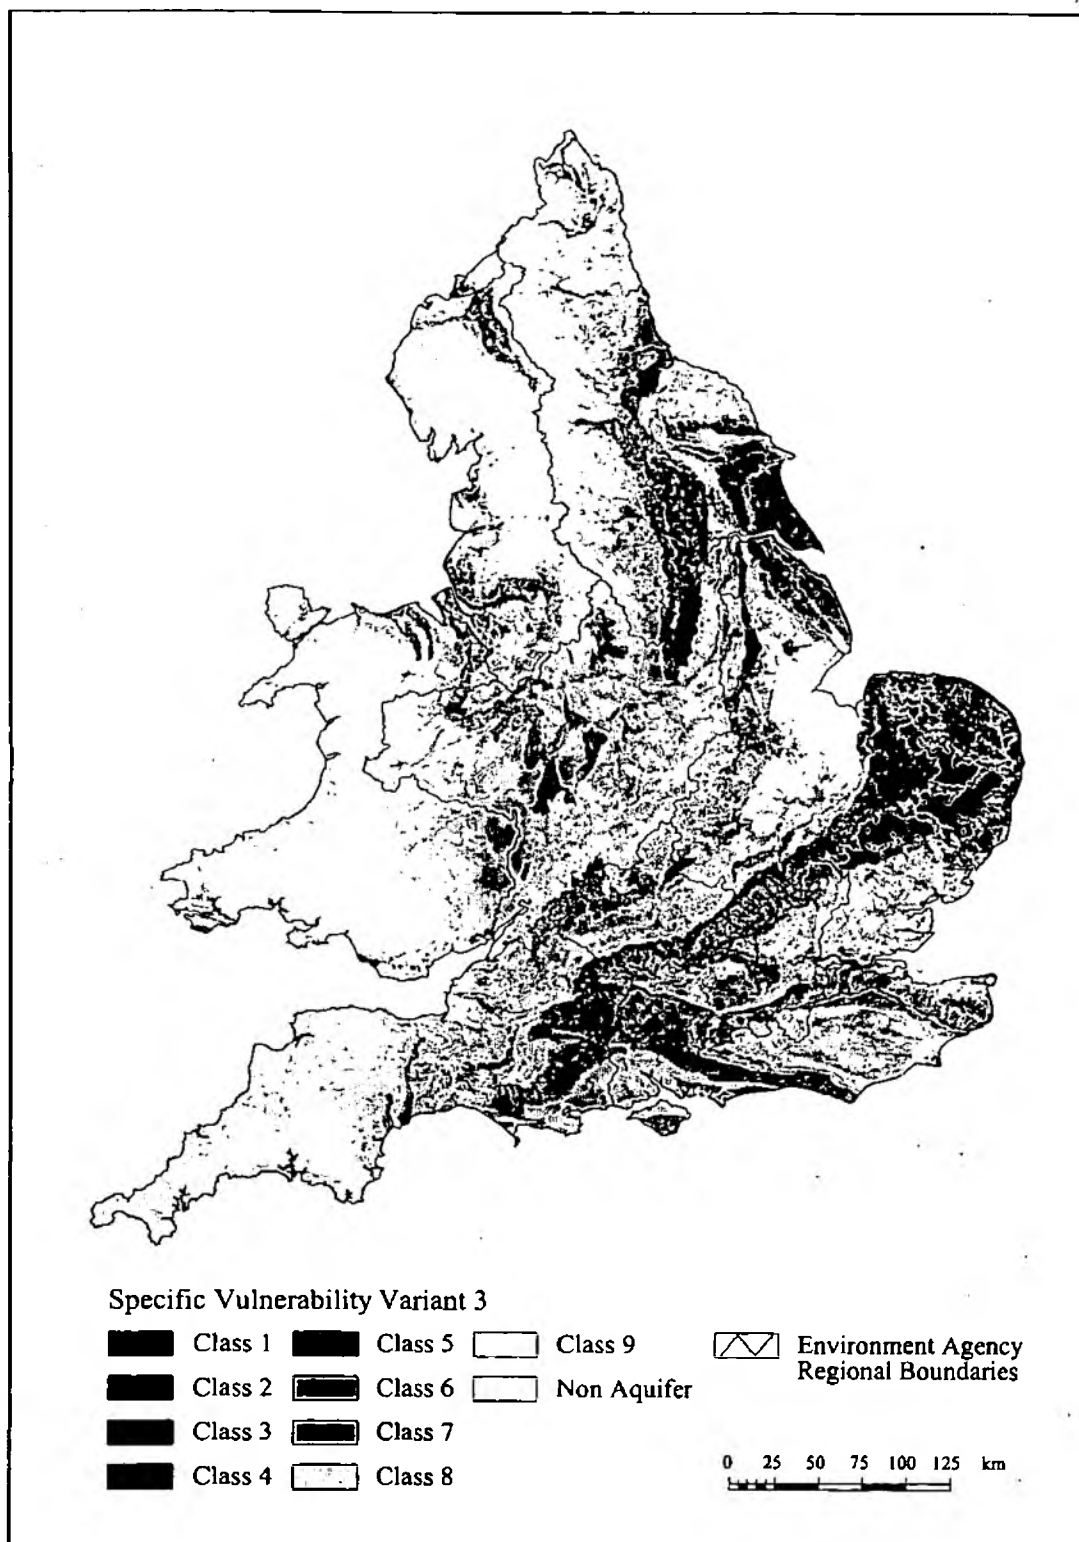 Specific Vulnerability Variant 3
Class 1
Class 2
Class 3
Class 4
Class 5
Class 6
Class 7
Class 8
Class 9
Non Aquifer
Environment Agency
Regional Boundaries
0 25 50 75 100 125 km